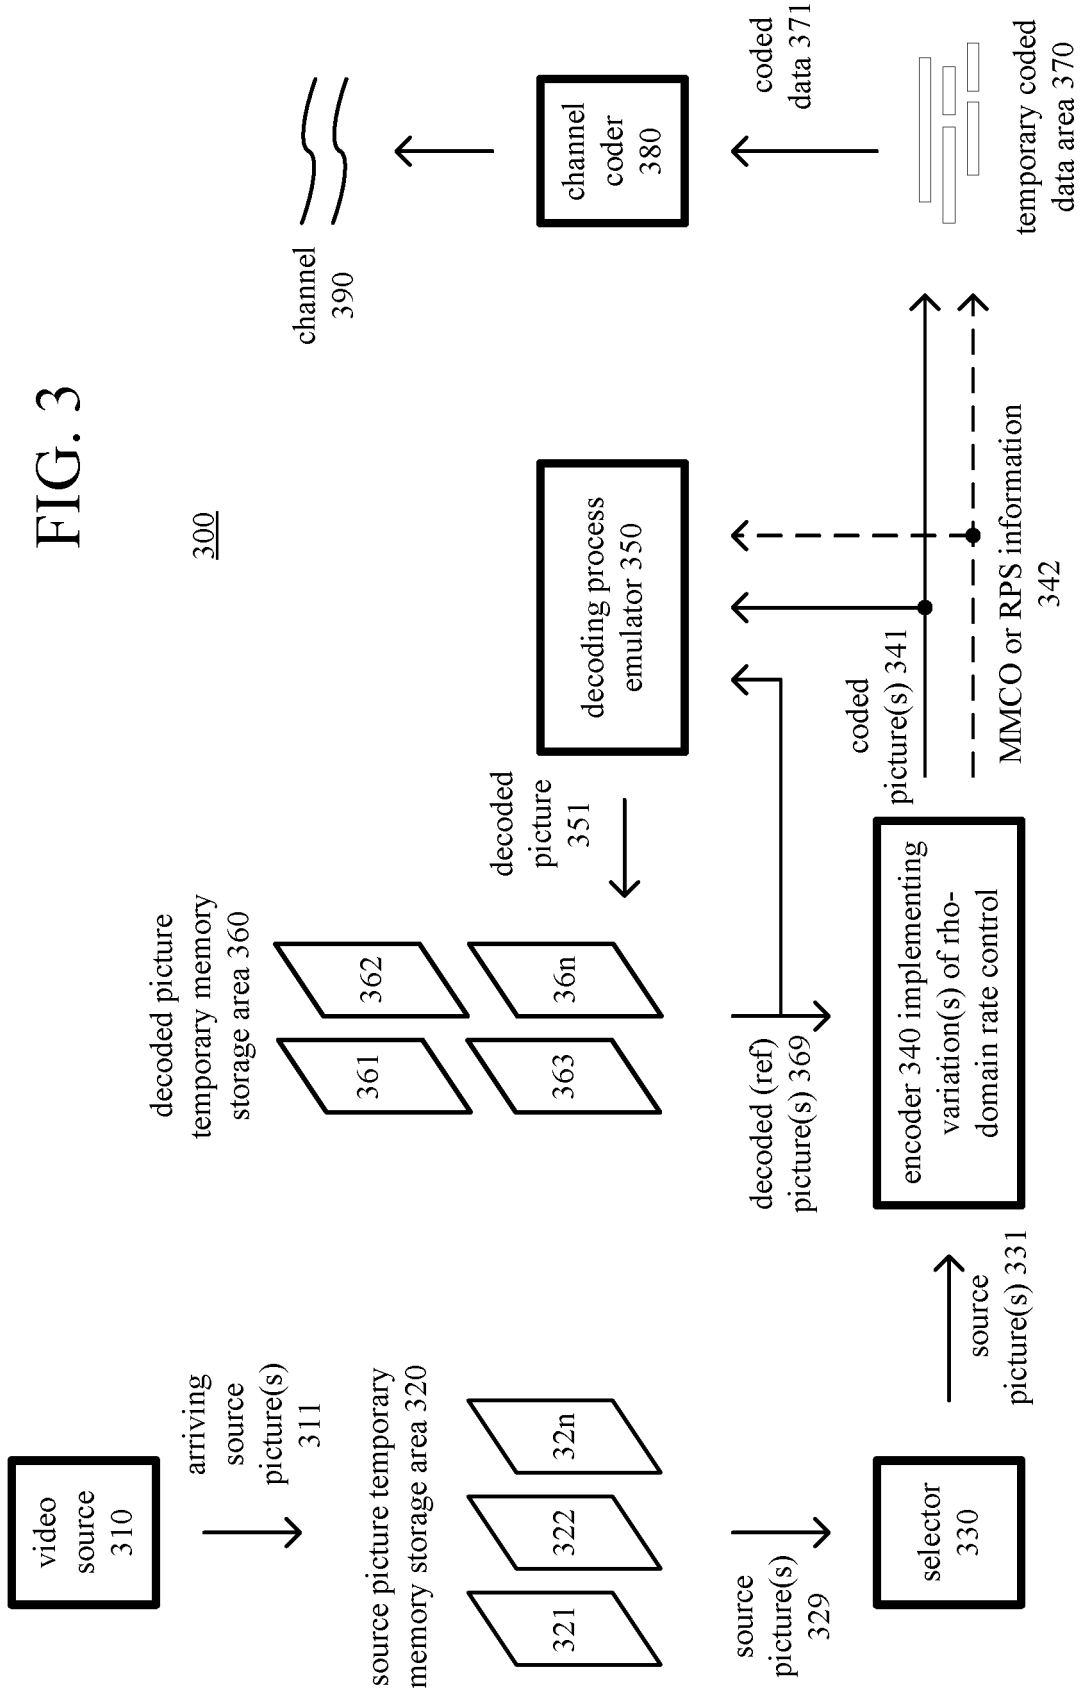 FIG. 3
300
video
source
310
arriving
source
picture(s)
311
source picture temporary
memory storage area 320
321
322
32n
source
picture(s)
329
selector
330
source
picture(s) 331
decoded picture
temporary memory
storage area 360
361
362
363
36n
decoded
picture
351
decoded (ref)
picture(s) 369
encoder 340 implementing
variation(s) of rho-
domain rate control
decoding process
emulator 350
coded
picture(s) 341
MMCO or RPS information
342
channel
390
channel
coder
380
coded
data 371
temporary coded
data area 370